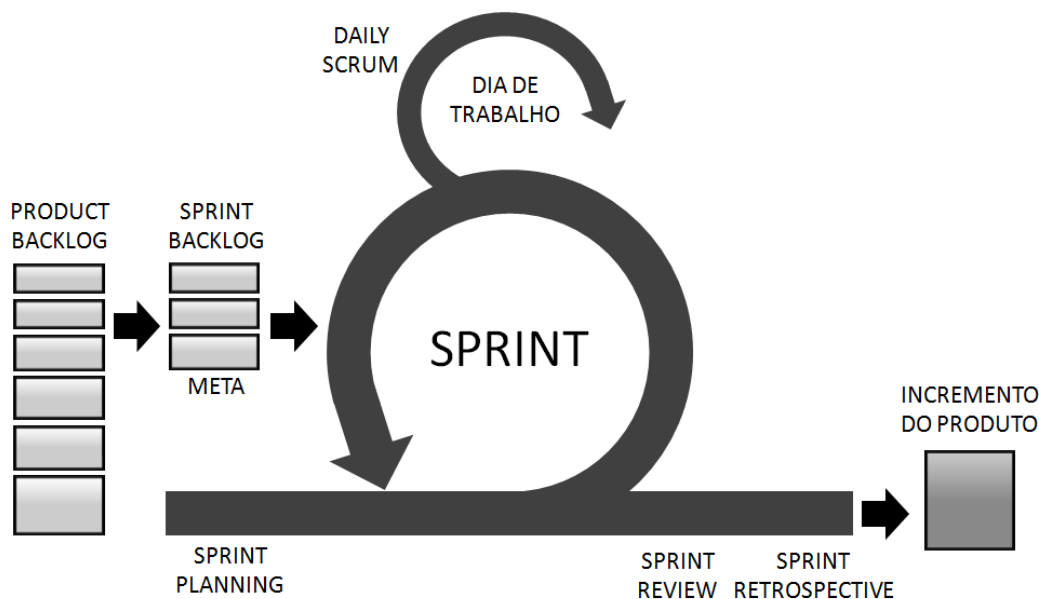 DAILY
SCRUM
DIA DE
TRABALHO
PRODUCT
BACKLOG
SPRINT
BACKLOG
SPRINT
META
INCREMENTO
DO PRODUTO
SPRINT
PLANNING
SPRINT
REVIEW
SPRINT
RETROSPECTIVE